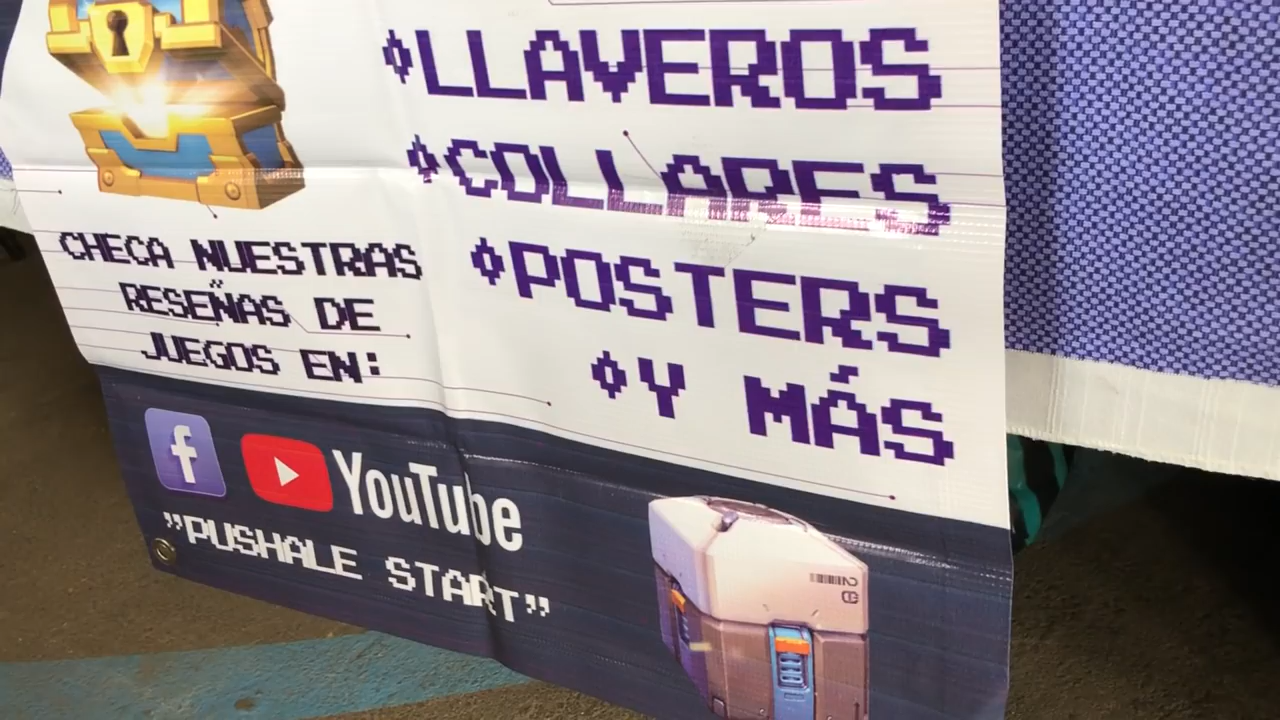 LLAVEROS
COLLARES
POSTERS
Y MÁS
CHECA NUESTRAS
RESEÑAS DE
JUEGOS EN:
f
YouTube
"PUSHALE START"